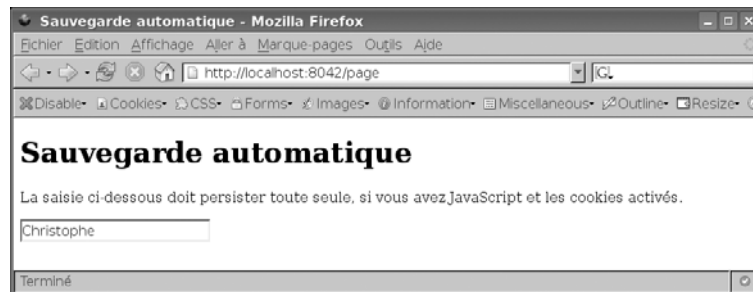 Sauvegarde automatique - Mozilla Firefox
Fichier Edition Affichage Aller à Marque-pages Outils Aide
http://localhost:8042/page G
Disable Cookies CSS Forms Images Information Miscellaneous Outline Resize
Sauvegarde automatique
La saisie ci-dessous doit persister toute seule, si vous avez JavaScript et les cookies activés.
Christophe
Terminé